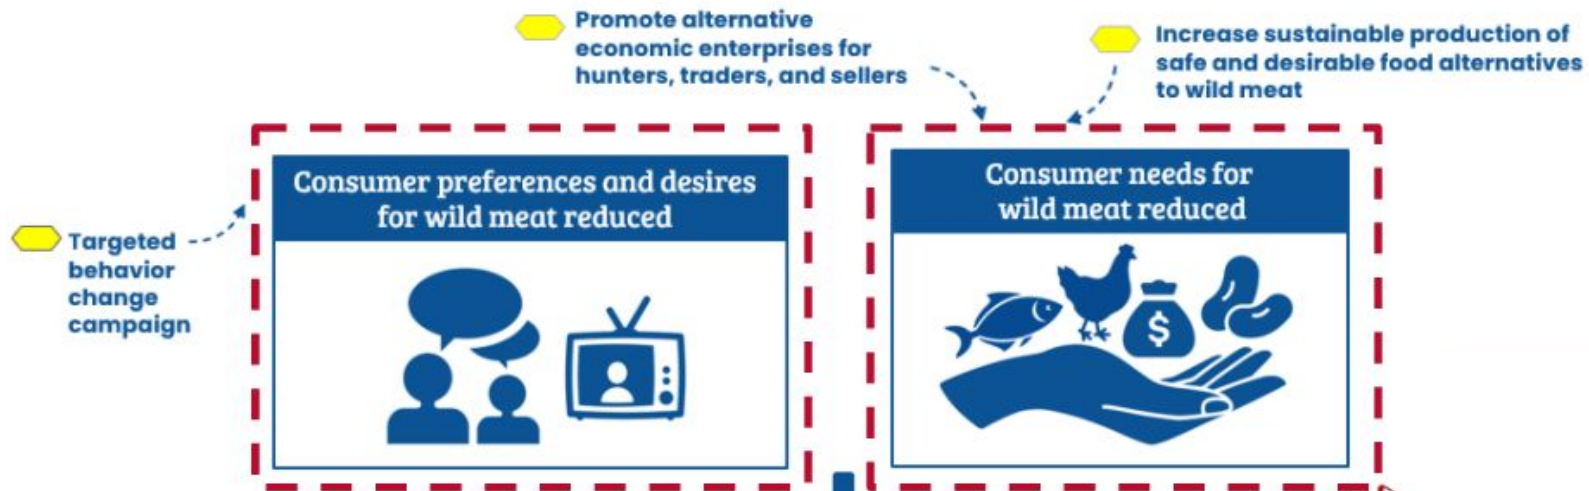 Promote alternative
economic enterprises for
hunters, traders, and sellers
Increase sustainable production of
safe and desirable food alternatives
to wild meat
Targeted
behavior
change
campaign
Consumer preferences and desires
for wild meat reduced
Consumer needs for
wild meat reduced
$